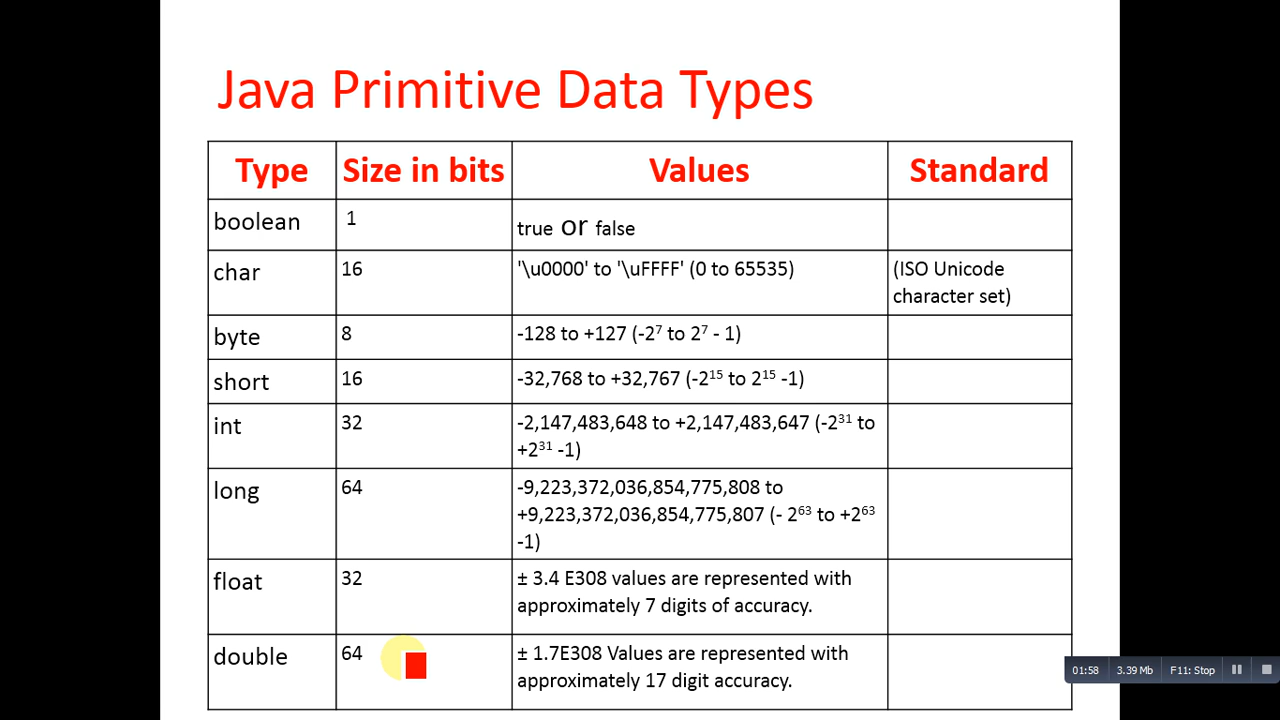 Java Primitive Data Types
Type Size in bits Values Standard
boolean 1 true or false
char 16 '\u0000' to '\uFFFF' (0 to 65535) (ISO Unicode
character set)
byte 8 -128 to +127 (-2⁷ to 2⁷ - 1)
short 16 -32,768 to +32,767 (-2¹⁵ to 2¹⁵ -1)
int 32 -2,147,483,648 to +2,147,483,647 (-2³¹ to
+2³¹ -1)
long 64 -9,223,372,036,854,775,808 to
+9,223,372,036,854,775,807 (- 2⁶³ to +2⁶³
-1)
float 32 ± 3.4 E308 values are represented with
approximately 7 digits of accuracy.
double 64 ± 1.7E308 Values are represented with
approximately 17 digit accuracy.
01:58 3.39 Mb F11: Stop